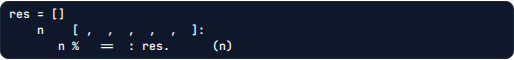 res = []
n [ , , , , , ]:
n % == : res. (n)